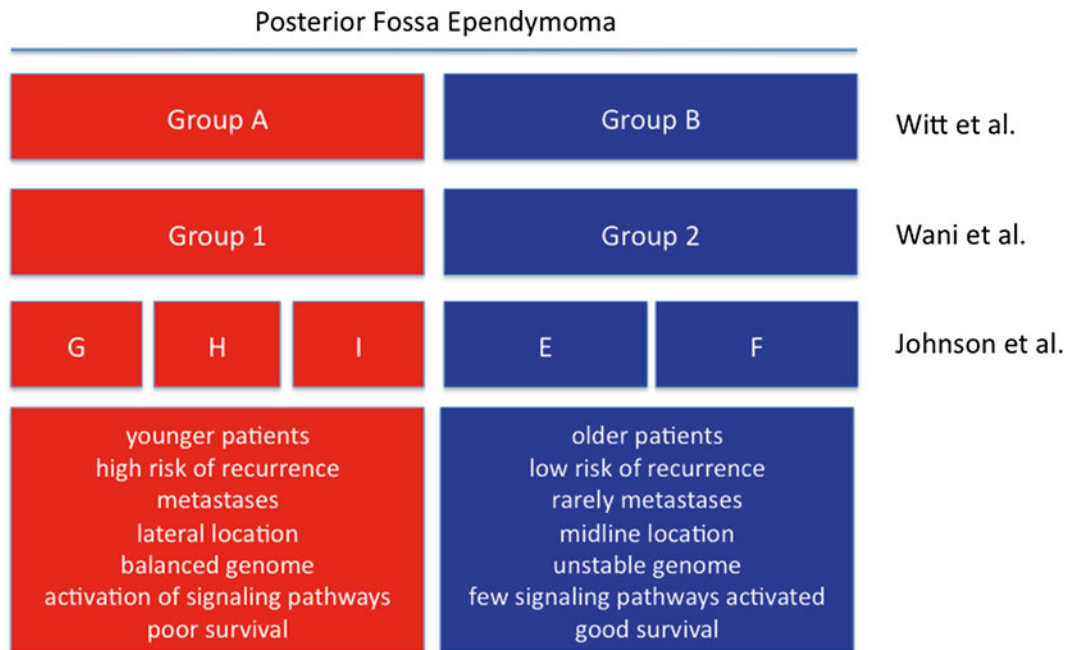 Posterior Fossa Ependymoma
Group A
Group B
Witt et al.
Group 1
Group 2
Wani et al.
G
H
I
E
F
Johnson et al.
younger patients
high risk of recurrence
metastases
lateral location
balanced genome
activation of signaling pathways
poor survival
older patients
low risk of recurrence
rarely metastases
midline location
unstable genome
few signaling pathways activated
good survival